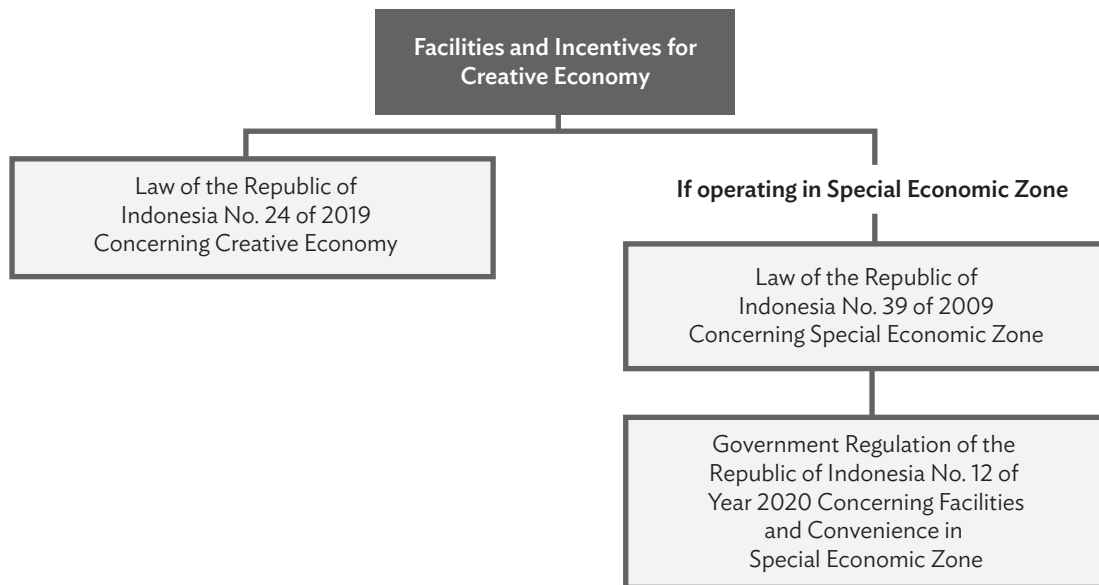 Facilities and Incentives for
Creative Economy
Law of the Republic of
Indonesia No. 24 of 2019
Concerning Creative Economy
If operating in Special Economic Zone
Law of the Republic of
Indonesia No. 39 of 2009
Concerning Special Economic Zone
Government Regulation of the
Republic of Indonesia No. 12 of
Year 2020 Concerning Facilities
and Convenience in
Special Economic Zone